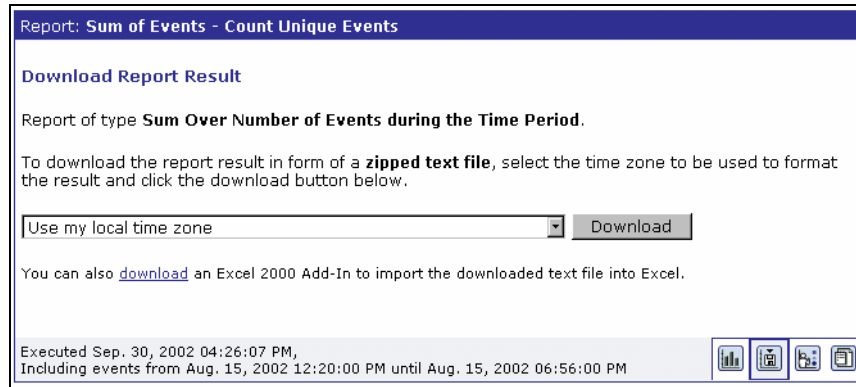 Report: Sum of Events - Count Unique Events
Download Report Result
Report of type Sum Over Number of Events during the Time Period.
To download the report result in form of a zipped text file, select the time zone to be used to format
the result and click the download button below.
Use my local time zone
Download
You can also download an Excel 2000 Add-In to import the downloaded text file into Excel.
Executed Sep. 30, 2002 04:26:07 PM,
Including events from Aug. 15, 2002 12:20:00 PM until Aug. 15, 2002 06:56:00 PM